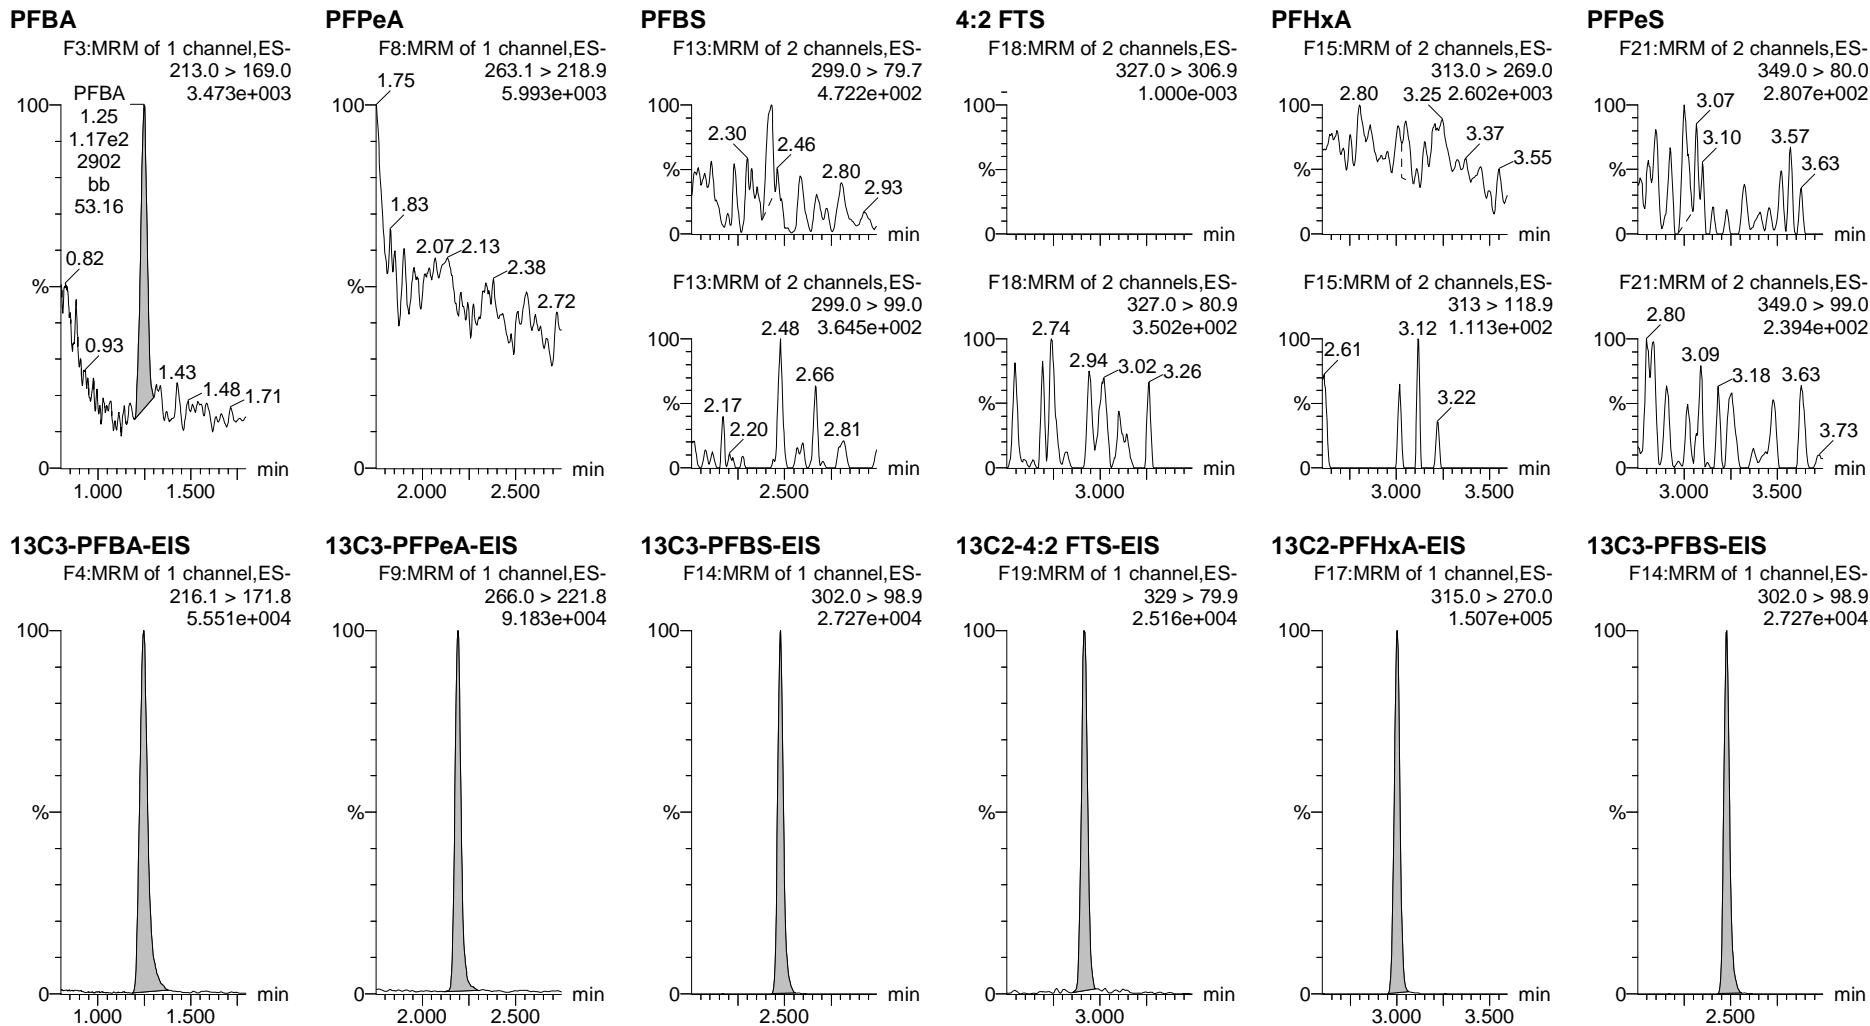 PFBA
F3:MRM of 1 channel,ES-
213.0 > 169.0
3.473e+003
100
%
0
PFBA
1.25
1.17e2
2902
bb
53.16
0.82
0.93
1.43
1.48
1.71
min
1.000
1.500
PFPeA
F8:MRM of 1 channel,ES-
263.1 > 218.9
5.993e+003
100
%
0
1.75
1.83
2.07
2.13
2.38
2.72
min
2.000
2.500
PFBS
F13:MRM of 2 channels,ES-
299.0 > 79.7
4.722e+002
100
%
0
2.30
2.46
2.80
2.93
min
F13:MRM of 2 channels,ES-
299.0 > 99.0
3.645e+002
100
%
0
2.48
2.66
2.17
2.20
2.81
min
2.500
4:2 FTS
F18:MRM of 2 channels,ES-
327.0 > 306.9
1.000e-003
100
%
0
min
F18:MRM of 2 channels,ES-
327.0 > 80.9
3.502e+002
100
%
0
2.74
2.94
3.02
3.26
min
3.000
PFHxA
F15:MRM of 2 channels,ES-
313.0 > 269.0
2.602e+003
100
%
0
2.80
3.25
3.37
3.55
min
F15:MRM of 2 channels,ES-
313 > 118.9
1.113e+002
100
%
0
2.61
3.12
3.22
min
3.000
3.500
PFPeS
F21:MRM of 2 channels,ES-
349.0 > 80.0
2.807e+002
100
%
0
3.07
3.10
3.57
3.63
min
F21:MRM of 2 channels,ES-
349.0 > 99.0
2.394e+002
100
%
0
2.80
3.09
3.18
3.63
3.73
min
3.000
3.500
13C3-PFBA-EIS
F4:MRM of 1 channel,ES-
216.1 > 171.8
5.551e+004
100
%
0
min
1.000
1.500
13C3-PFPeA-EIS
F9:MRM of 1 channel,ES-
266.0 > 221.8
9.183e+004
100
%
0
min
2.000
2.500
13C3-PFBS-EIS
F14:MRM of 1 channel,ES-
302.0 > 98.9
2.727e+004
100
%
0
min
2.500
13C2-4:2 FTS-EIS
F19:MRM of 1 channel,ES-
329 > 79.9
2.516e+004
100
%
0
min
3.000
13C2-PFHxA-EIS
F17:MRM of 1 channel,ES-
315.0 > 270.0
1.507e+005
100
%
0
min
3.000
3.500
13C3-PFBS-EIS
F14:MRM of 1 channel,ES-
302.0 > 98.9
2.727e+004
100
%
0
min
2.500